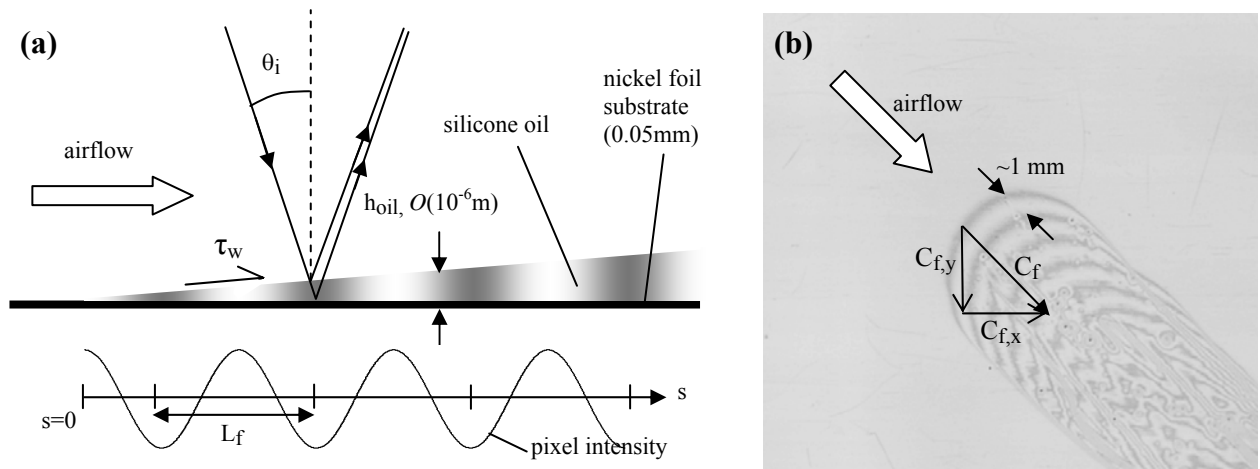 (a)
θi
nickel foil
substrate
(0.05mm)
silicone oil
airflow
hoil, O(10-6m)
τw
s=0
Lf
s
pixel intensity
(b)
airflow
~1 mm
Cf,y
Cf
Cf,x